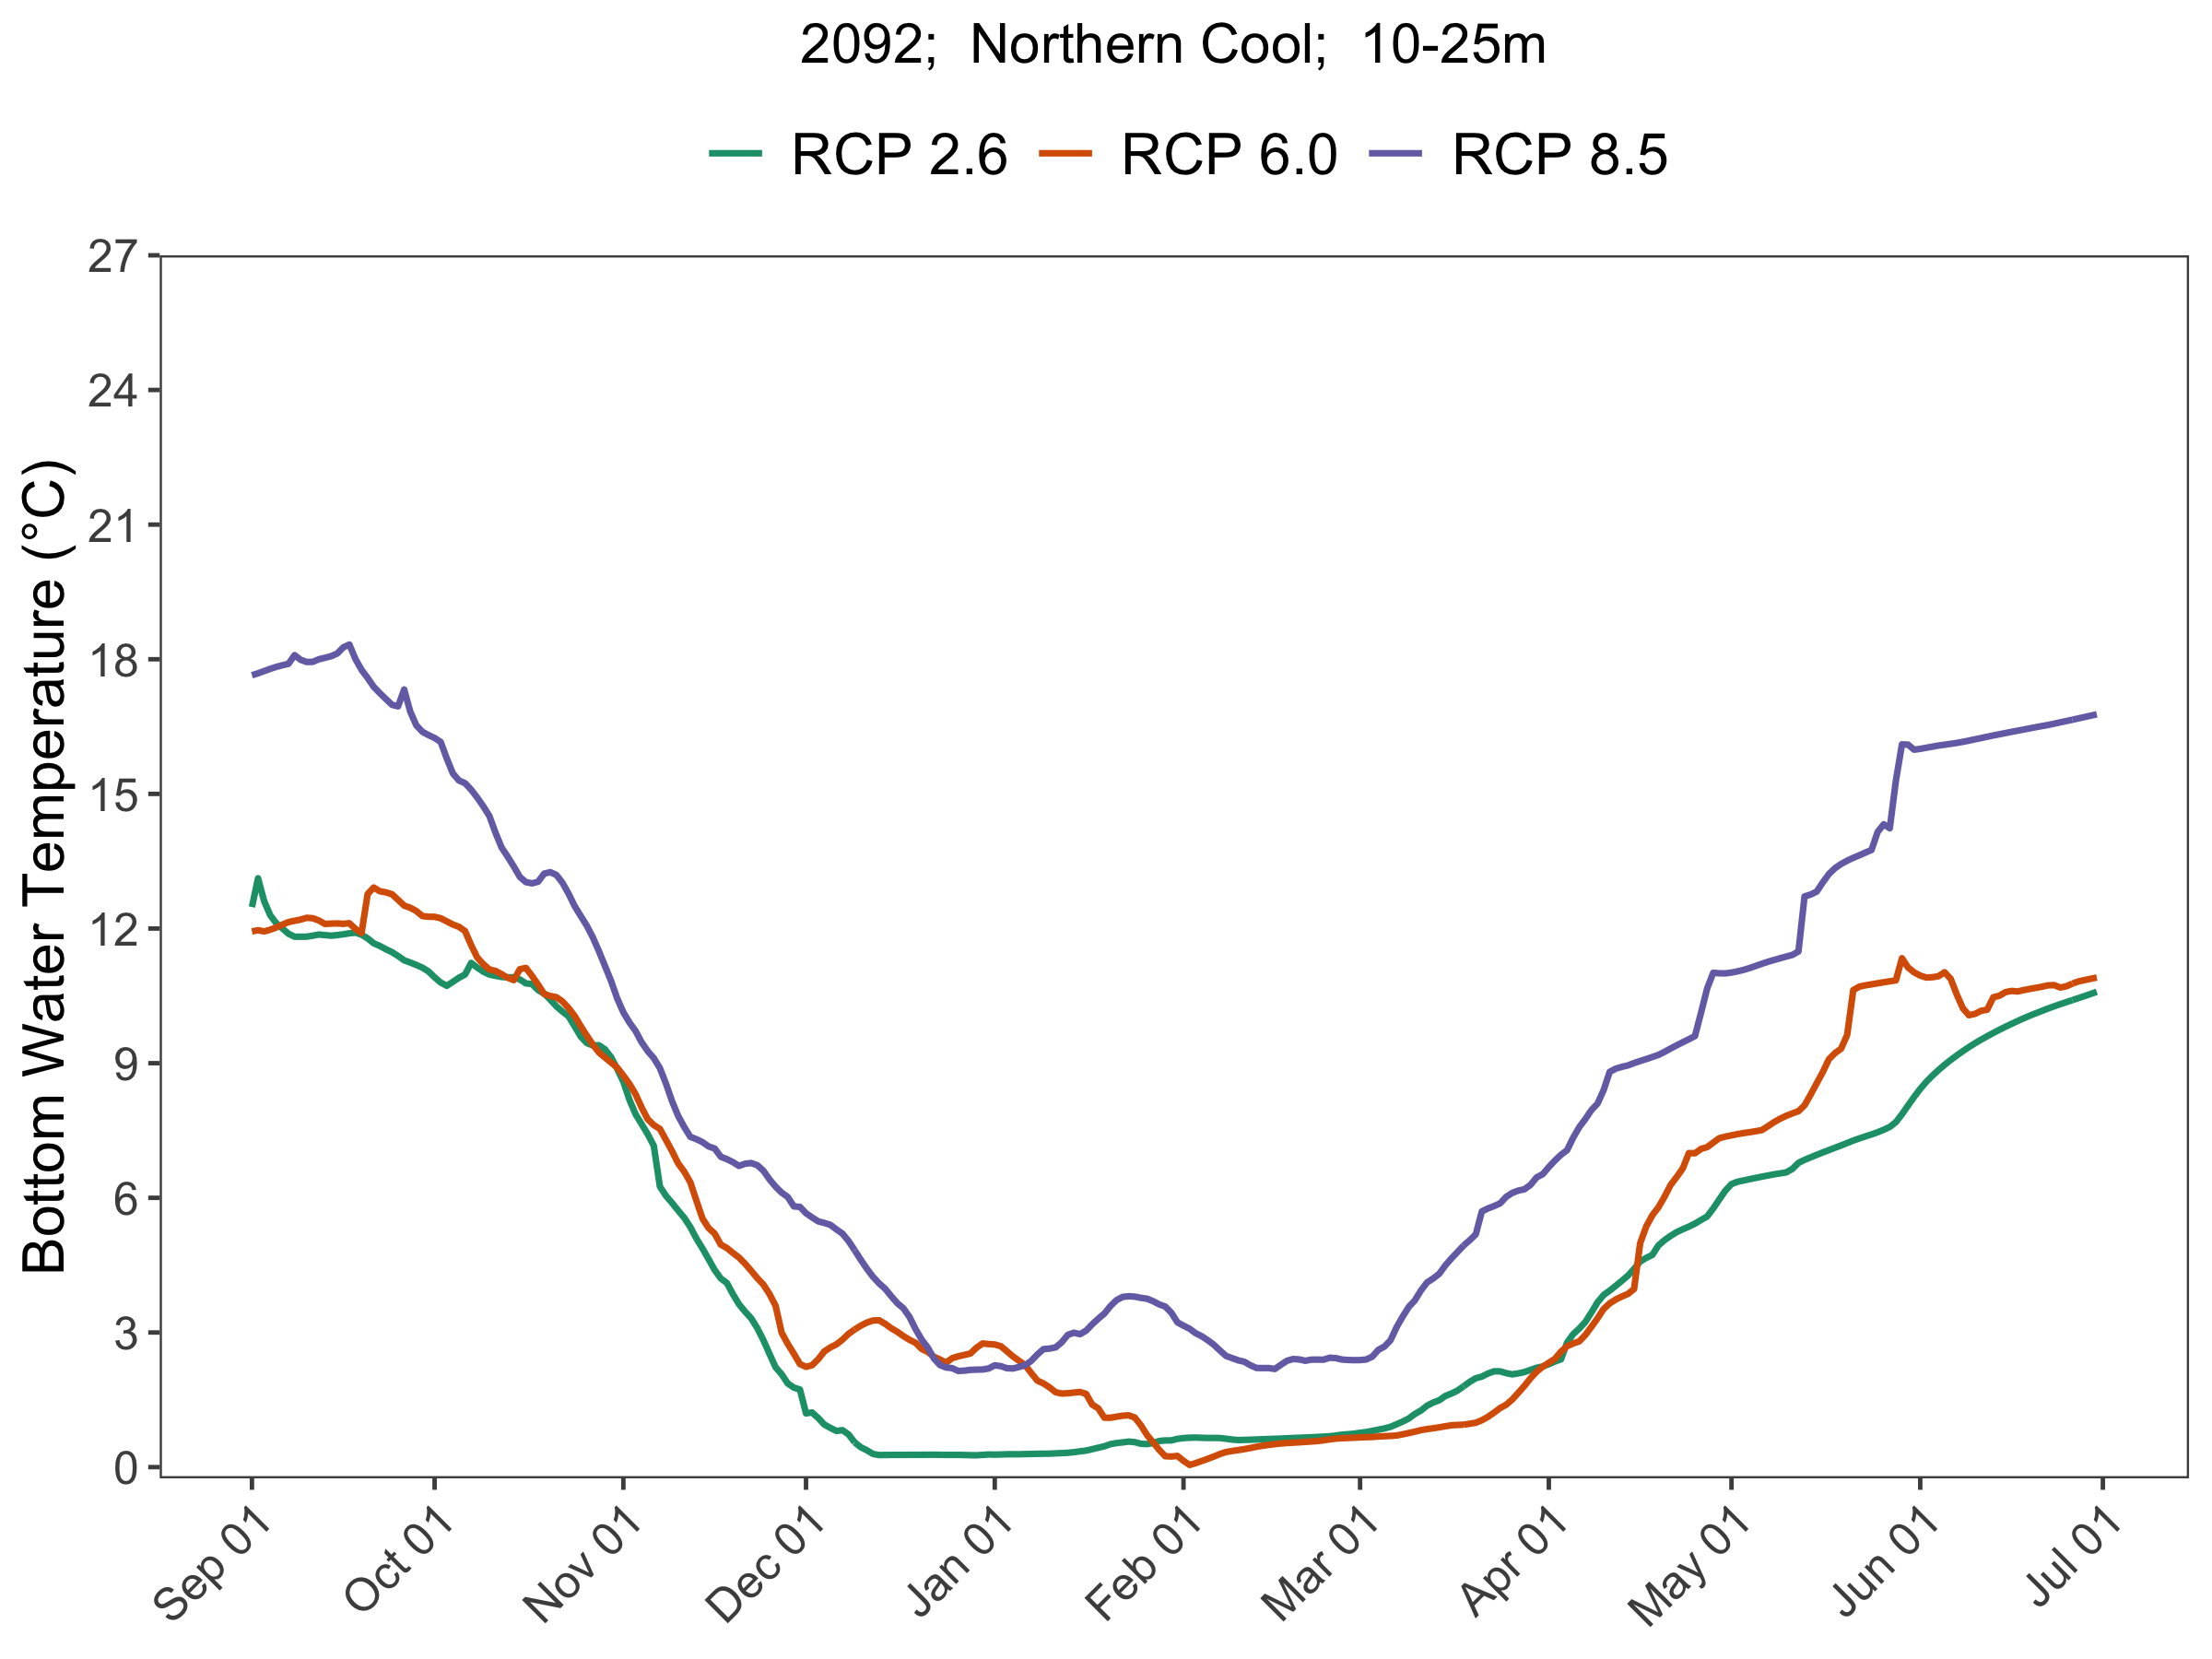 2092;  Northern Cool;  10-25m
RCP 2.6 RCP 6.0 RCP 8.5
Bottom Water Temperature (°C)
27
24
21
18
15
12
9
6
3
0
Sep 01 Oct 01 Nov 01 Dec 01 Jan 01 Feb 01 Mar 01 Apr 01 May 01 Jun 01 Jul 01